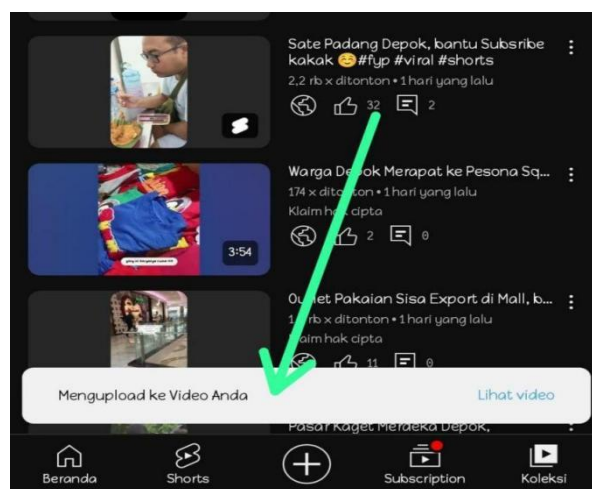 Sate Padang Depok, bantu Subsribe
kakak 😊#fyp #viral #shorts
2,2 rb x ditonton • 1 hari yang lalu
32 2
Warga Depok Merapat ke Pesona Sq...
174 x ditonton • 1 hari yang lalu
Klaim hak cipta
2 0
3:54
Outlet Pakaian Sisa Export di Mall, b...
rb x ditonton • 1 hari yang lalu
Klaim hak cipta
11 0
Mengupload ke Video Anda Lihat video
Pasar Kaget Merdeka Depok,
Beranda Shorts Subscription Koleksi